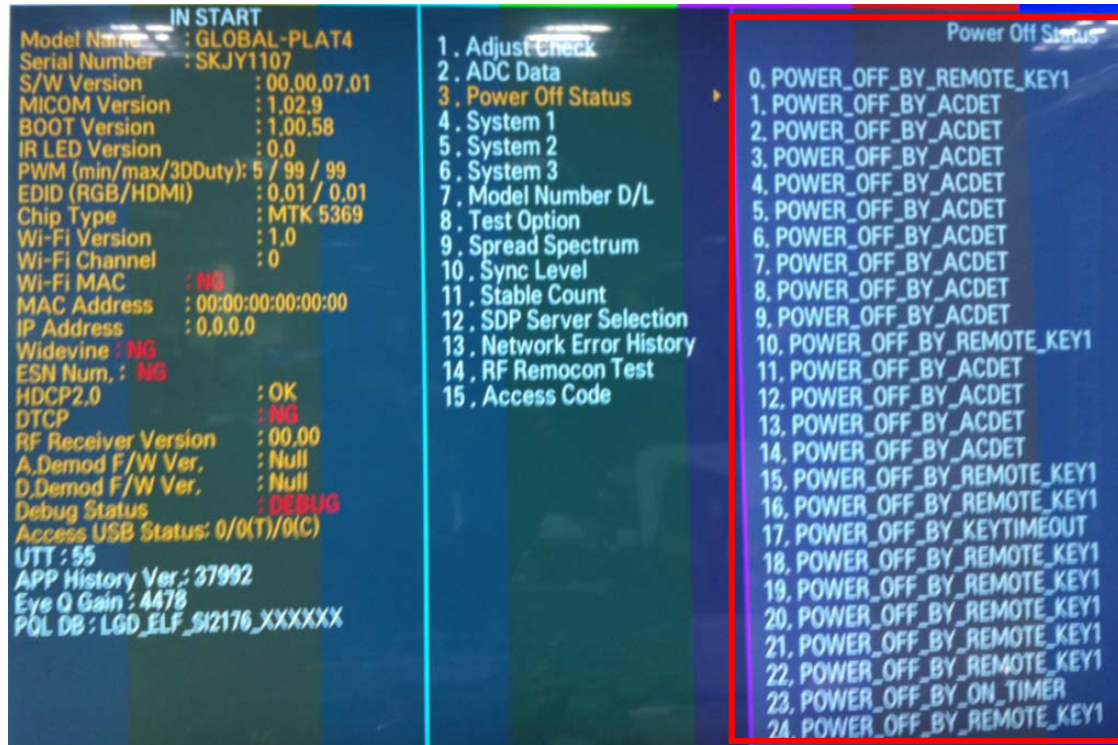 IN START
Model Name : GLOBAL-PLAT4
Serial Number : SKJY1107
S/W Version : 00.00.07.01
MICOM Version : 1.02.9
BOOT Version : 1.00.58
IR LED Version : 0.0
PWM (min/max/3DDuty): 5 / 99 / 99
EDID (RGB/HDMI) : 0.01 / 0.01
Chip Type : MTK 5369
Wi-Fi Version : 1.0
Wi-Fi Channel : 0
Wi-Fi MAC : NG
MAC Address : 00:00:00:00:00:00
IP Address : 0.0.0.0
Widevine : NG
ESN Num. : NG
HDCP2.0 : OK
DTCP : NG
RF Receiver Version : 00.00
A.Demod F/W Ver. : Null
D.Demod F/W Ver. : Null
Debug Status : DEBUG
Access USB Status: 0/0(T)/0(C)
UTT : 55
APP History Ver.: 37992
Eye Q Gain : 4478
PQL DB : LGD_ELF_SI2176_XXXXXX
1. Adjust Check
2. ADC Data
3. Power Off Status
4. System 1
5. System 2
6. System 3
7. Model Number D/L
8. Test Option
9. Spread Spectrum
10. Sync Level
11. Stable Count
12. SDP Server Selection
13. Network Error History
14. RF Remocon Test
15. Access Code
Power Off Status
0. POWER_OFF_BY_REMOTE_KEY1
1. POWER_OFF_BY_ACDET
2. POWER_OFF_BY_ACDET
3. POWER_OFF_BY_ACDET
4. POWER_OFF_BY_ACDET
5. POWER_OFF_BY_ACDET
6. POWER_OFF_BY_ACDET
7. POWER_OFF_BY_ACDET
8. POWER_OFF_BY_ACDET
9. POWER_OFF_BY_ACDET
10. POWER_OFF_BY_REMOTE_KEY1
11. POWER_OFF_BY_ACDET
12. POWER_OFF_BY_ACDET
13. POWER_OFF_BY_ACDET
14. POWER_OFF_BY_ACDET
15. POWER_OFF_BY_REMOTE_KEY1
16. POWER_OFF_BY_REMOTE_KEY1
17. POWER_OFF_BY_KEYTIMEOUT
18. POWER_OFF_BY_REMOTE_KEY1
19. POWER_OFF_BY_REMOTE_KEY1
20. POWER_OFF_BY_REMOTE_KEY1
21. POWER_OFF_BY_REMOTE_KEY1
22. POWER_OFF_BY_REMOTE_KEY1
23. POWER_OFF_BY_ON_TIMER
24. POWER_OFF_BY_REMOTE_KEY1